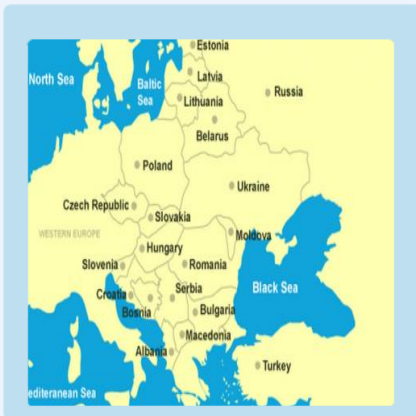 Estonia
North Sea
Latvia
Baltic
Sea
Russia
Lithuania
Belarus
Poland
Ukraine
Czech Republic
Slovakia
WESTERN EUROPE
Moldova
Hungary
Slovenia
Romania
Croatia
Serbia
Black Sea
Bosnia
Bulgaria
Macedonia
Albania
Turkey
editeranean Sea